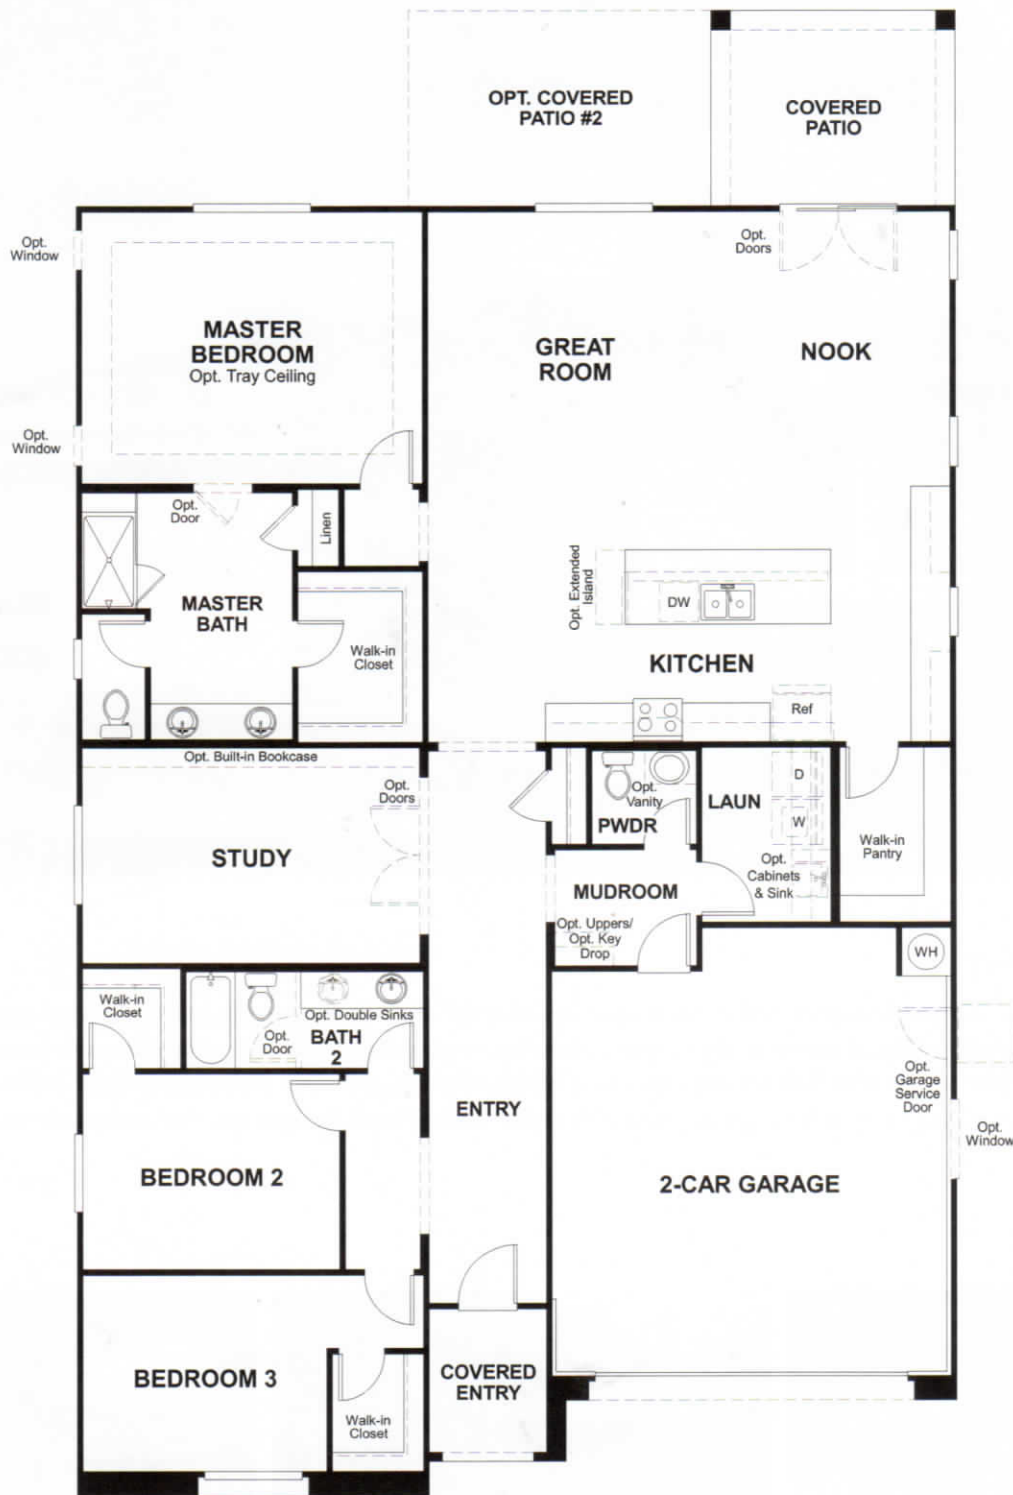 OPT. COVERED
PATIO #2
COVERED
PATIO
Opt.
Window
Opt.
Doors
MASTER
BEDROOM
Opt. Tray Ceiling
GREAT
ROOM
NOOK
Opt.
Window
Opt.
Door
Linen
Opt. Extended
Island
DW
MASTER
BATH
Walk-in
Closet
KITCHEN
Ref
Opt. Built-in Bookcase
Opt.
Doors
STUDY
Opt.
Vanity
PWDR
LAUN
D
W
Opt.
Cabinets
& Sink
Walk-in
Pantry
MUDROOM
Opt. Uppers/
Opt. Key
Drop
WH
Walk-in
Closet
Opt. Double Sinks
Opt.
Door
BATH
2
Opt.
Garage
Service
Door
Opt.
Window
ENTRY
BEDROOM 2
2-CAR GARAGE
BEDROOM 3
Walk-in
Closet
COVERED
ENTRY